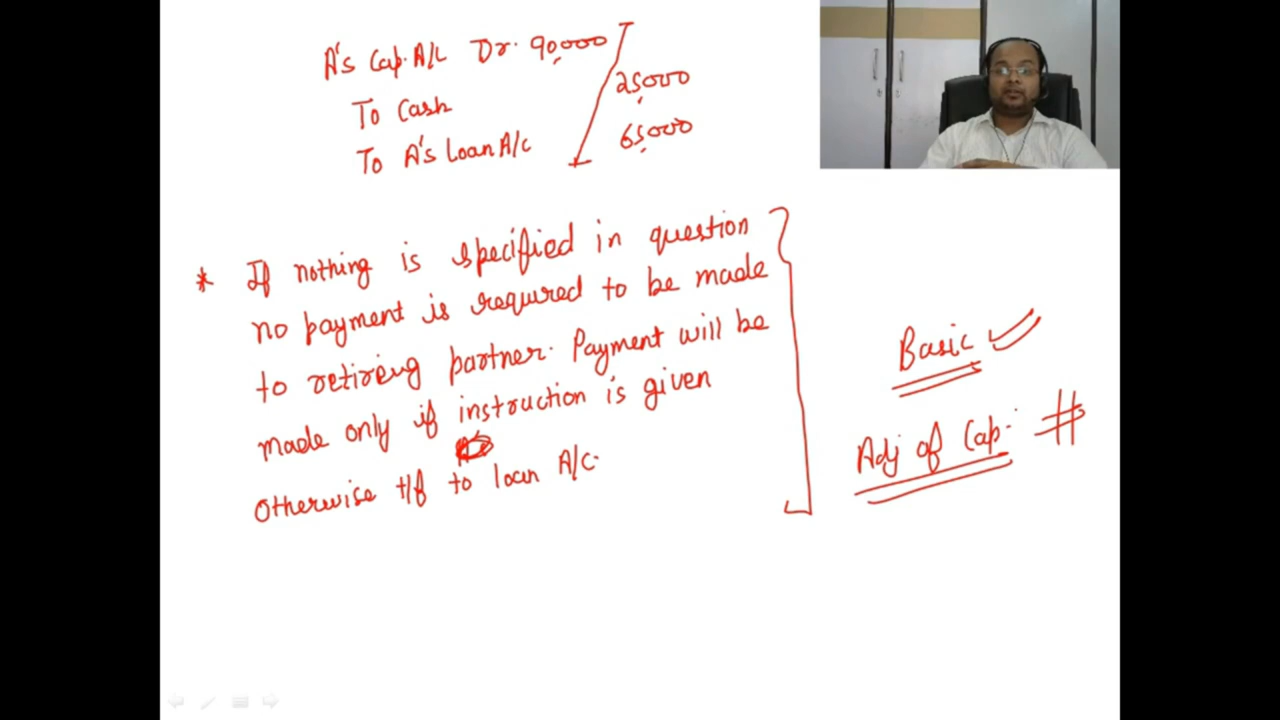 A's Cap. A/c Dr. 90,000
To Cash 25,000
To A's Loan A/c 65,000
* If nothing is specified in question
no payment is required to be made
to retiring partner. Payment will be
made only if instruction is given
otherwise t/f to loan A/c.
Basic
Adj of Cap.